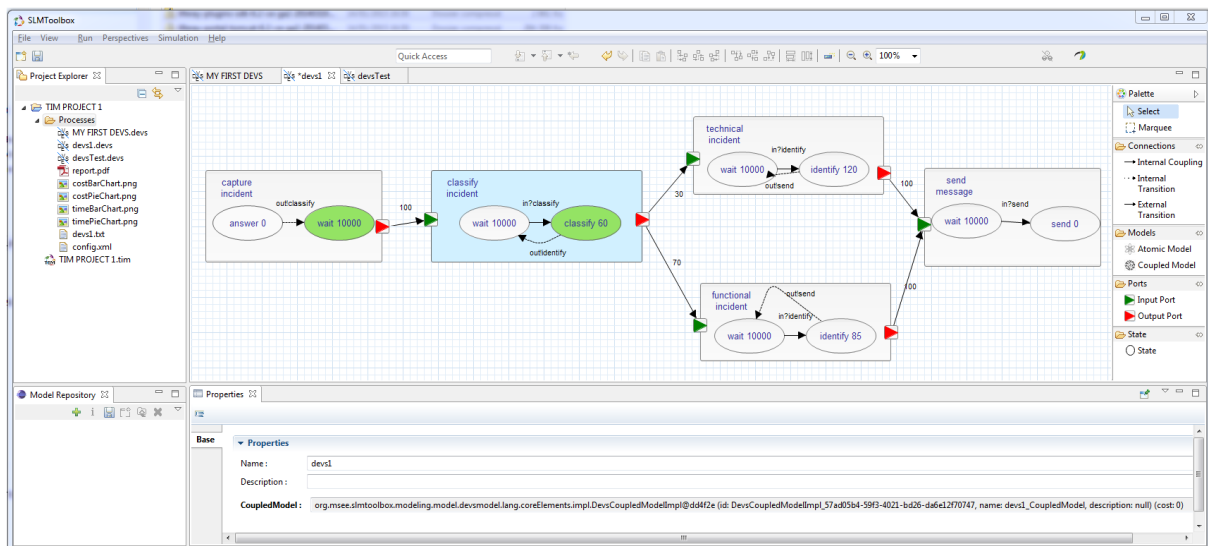 SLMToolbox
File View Run Perspectives Simulation Help
Quick Access
100%
Project Explorer
MY FIRST DEVS
*devs1
devsTest
TIM PROJECT 1
Processes
MY FIRST DEVS.devs
devs1.devs
devsTest.devs
report.pdf
costBarChart.png
costPieChart.png
timeBarChart.png
timePieChart.png
devs1.txt
config.xml
TIM PROJECT 1.tim
capture
incident
out!classify
answer 0
wait 10000
100
classify
incident
in?classify
wait 10000
classify 60
out!identify
30
70
technical
incident
in?identify
wait 10000
identify 120
out!send
100
functional
incident
out!send
in?identify
wait 10000
identify 85
100
send
message
in?send
wait 10000
send 0
Palette
Select
Marquee
Connections
Internal Coupling
Internal
Transition
External
Transition
Models
Atomic Model
Coupled Model
Ports
Input Port
Output Port
State
State
Model Repository
Properties
Base
Properties
Name :
devs1
Description :
CoupledModel :
org.msee.slmtoolbox.modeling.model.devsmodel.lang.coreElements.impl.DevsCoupledModelImpl@dd4f2e (id: DevsCoupledModelImpl_57ad05b4-59f3-4021-bd26-da6e12f70747, name: devs1_CoupledModel, description: null) (cost: 0)